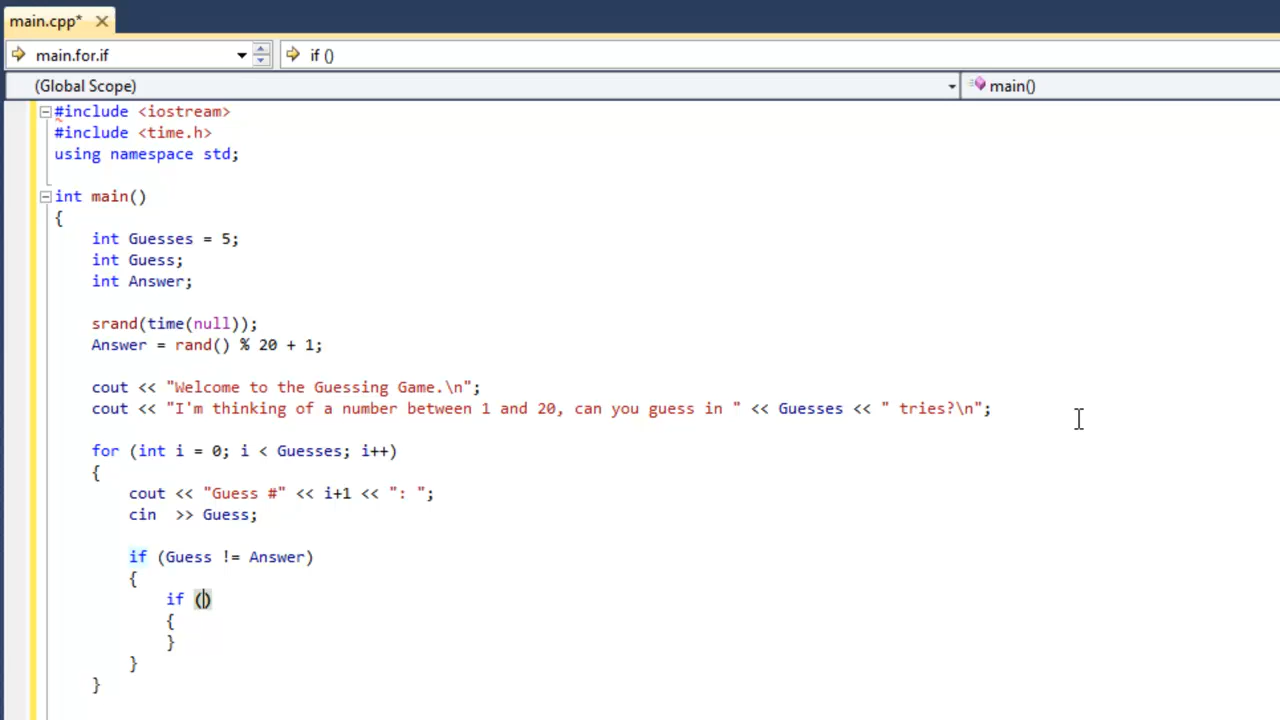 main.cpp*
main.for.if if ()
(Global Scope) main()
#include <iostream>
#include <time.h>
using namespace std;
int main()
{
int Guesses = 5;
int Guess;
int Answer;
srand(time(null));
Answer = rand() % 20 + 1;
cout << "Welcome to the Guessing Game.\n";
cout << "I'm thinking of a number between 1 and 20, can you guess in " << Guesses << " tries?\n";
for (int i = 0; i < Guesses; i++)
{
cout << "Guess #" << i+1 << ": ";
cin  >> Guess;
if (Guess != Answer)
{
if ()
{
}
}
}